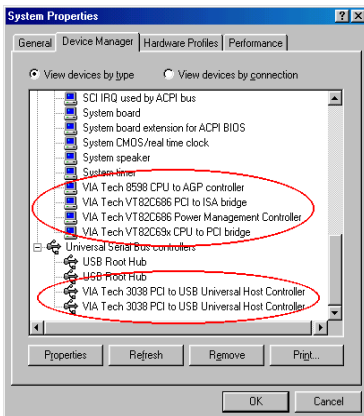 System Properties
General Device Manager Hardware Profiles Performance
View devices by type View devices by connection
SCI IRQ used by ACPI bus
System board
System board extension for ACPI BIOS
System CMOS/real time clock
System speaker
System timer
VIA Tech 8598 CPU to AGP controller
VIA Tech VT82C686 PCI to ISA bridge
VIA Tech VT82C686 Power Management Controller
VIA Tech VT82C69x CPU to PCI bridge
Universal Serial Bus controllers
USB Root Hub
USB Root Hub
VIA Tech 3038 PCI to USB Universal Host Controller
VIA Tech 3038 PCI to USB Universal Host Controller
Properties Refresh Remove Print...
OK Cancel